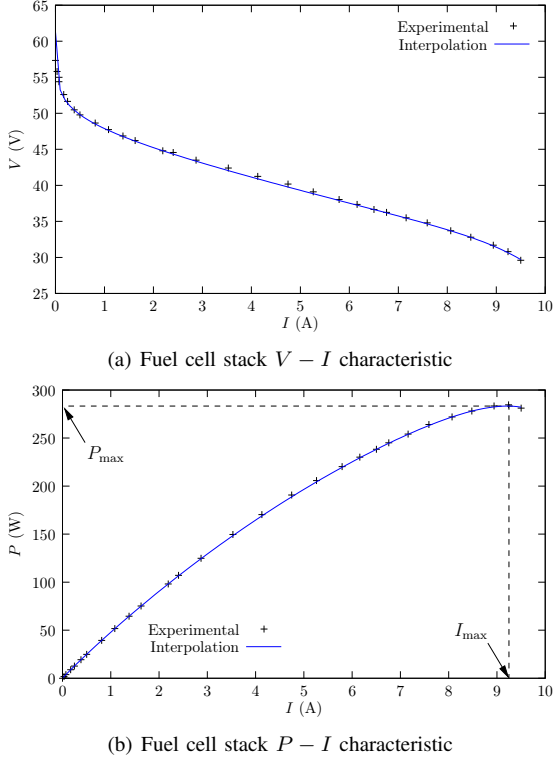 65
60
55
50
45
40
35
30
25
V (V)
Experimental
Interpolation
0 1 2 3 4 5 6 7 8 9 10
I (A)
(a) Fuel cell stack V − I characteristic
300
250
200
150
100
50
0
P (W)
Pmax
Experimental
Interpolation
Imax
0 1 2 3 4 5 6 7 8 9 10
I (A)
(b) Fuel cell stack P − I characteristic